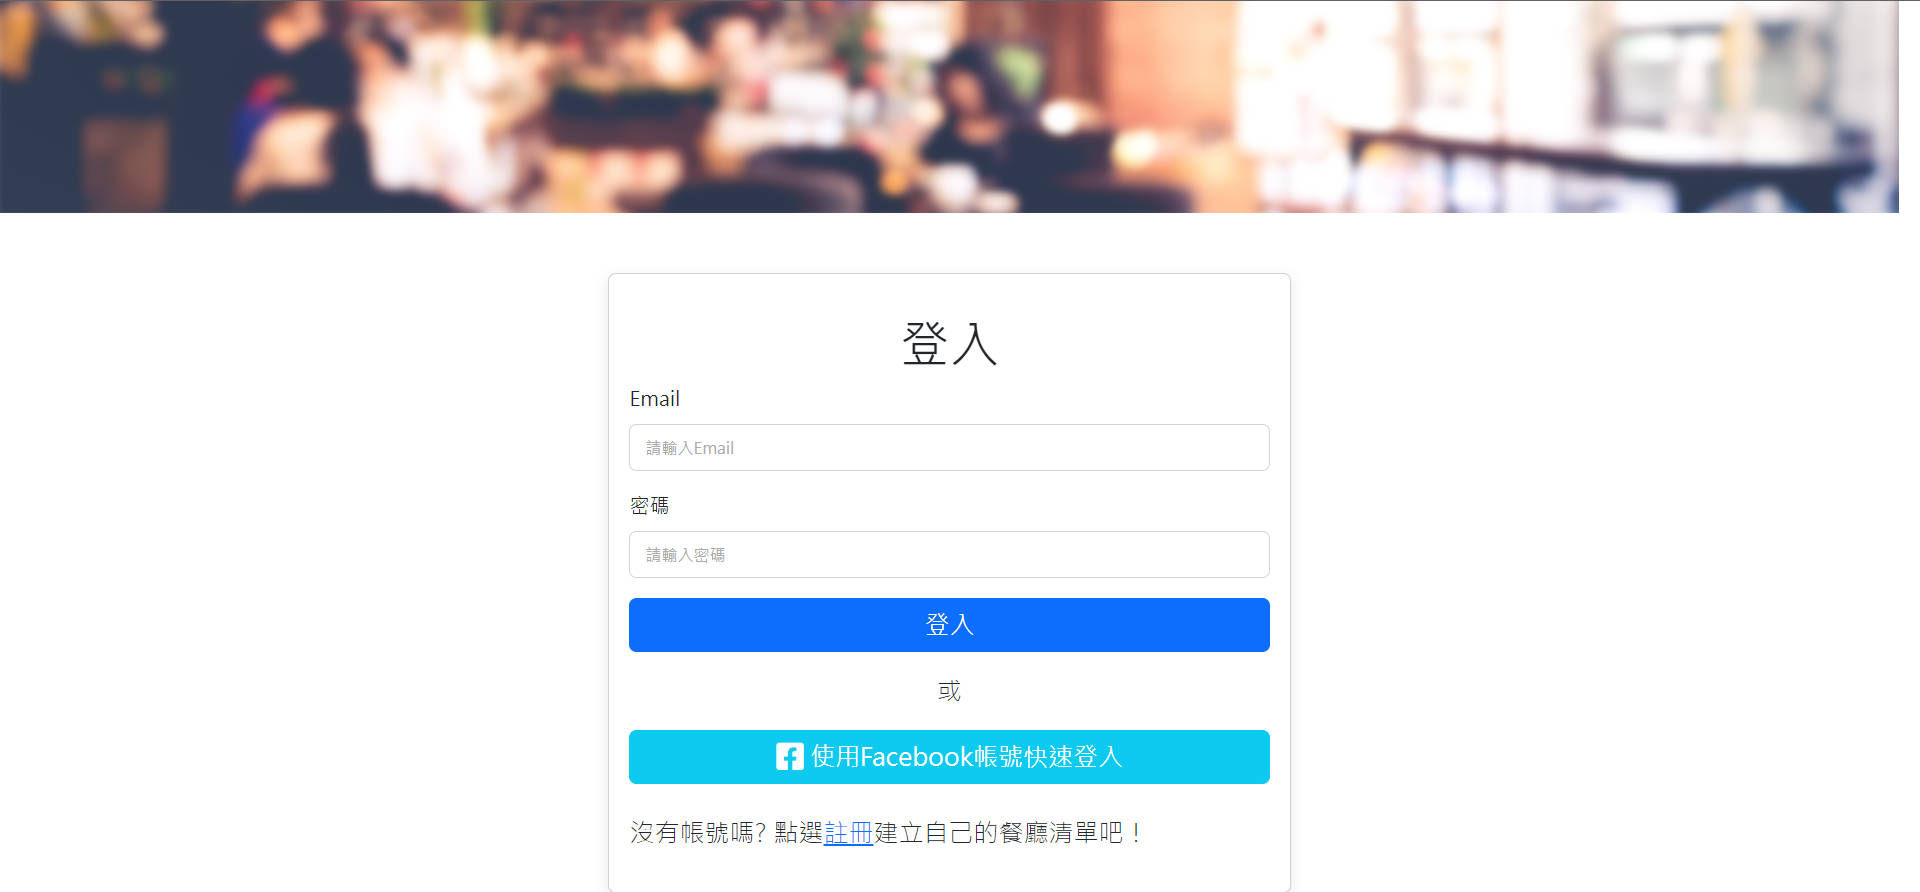 登入
Email
請輸入Email
密碼
請輸入密碼
登入
或
使用Facebook帳號快速登入
沒有帳號嗎? 點選註冊建立自己的餐廳清單吧！